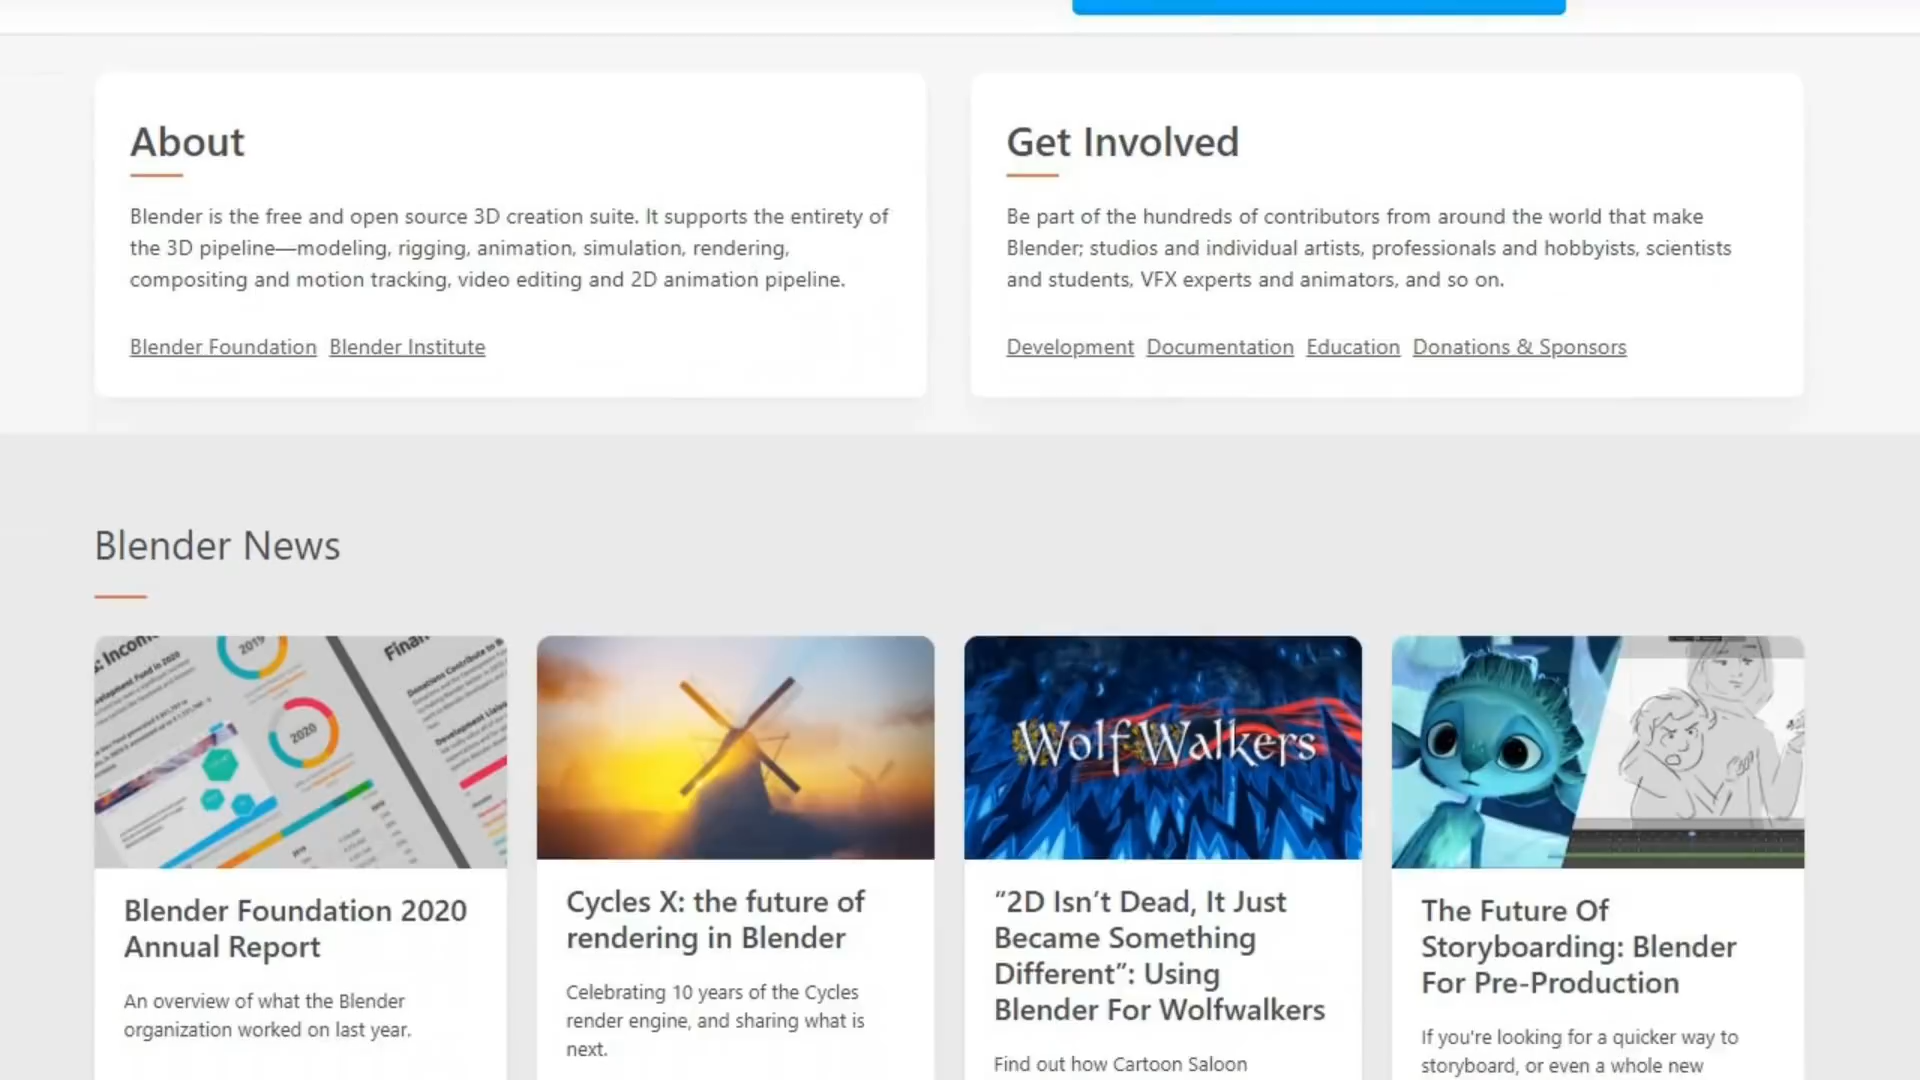 About
Blender is the free and open source 3D creation suite. It supports the entirety of
the 3D pipeline—modeling, rigging, animation, simulation, rendering,
compositing and motion tracking, video editing and 2D animation pipeline.
Blender Foundation Blender Institute
Get Involved
Be part of the hundreds of contributors from around the world that make
Blender; studios and individual artists, professionals and hobbyists, scientists
and students, VFX experts and animators, and so on.
Development Documentation Education Donations & Sponsors
Blender News
2019
2020
Blender Foundation 2020
Annual Report
An overview of what the Blender
organization worked on last year.
Cycles X: the future of
rendering in Blender
Celebrating 10 years of the Cycles
render engine, and sharing what is
next.
WolfWalkers
“2D Isn’t Dead, It Just
Became Something
Different”: Using
Blender For Wolfwalkers
Find out how Cartoon Saloon
The Future Of
Storyboarding: Blender
For Pre-Production
If you're looking for a quicker way to
storyboard, or even a whole new